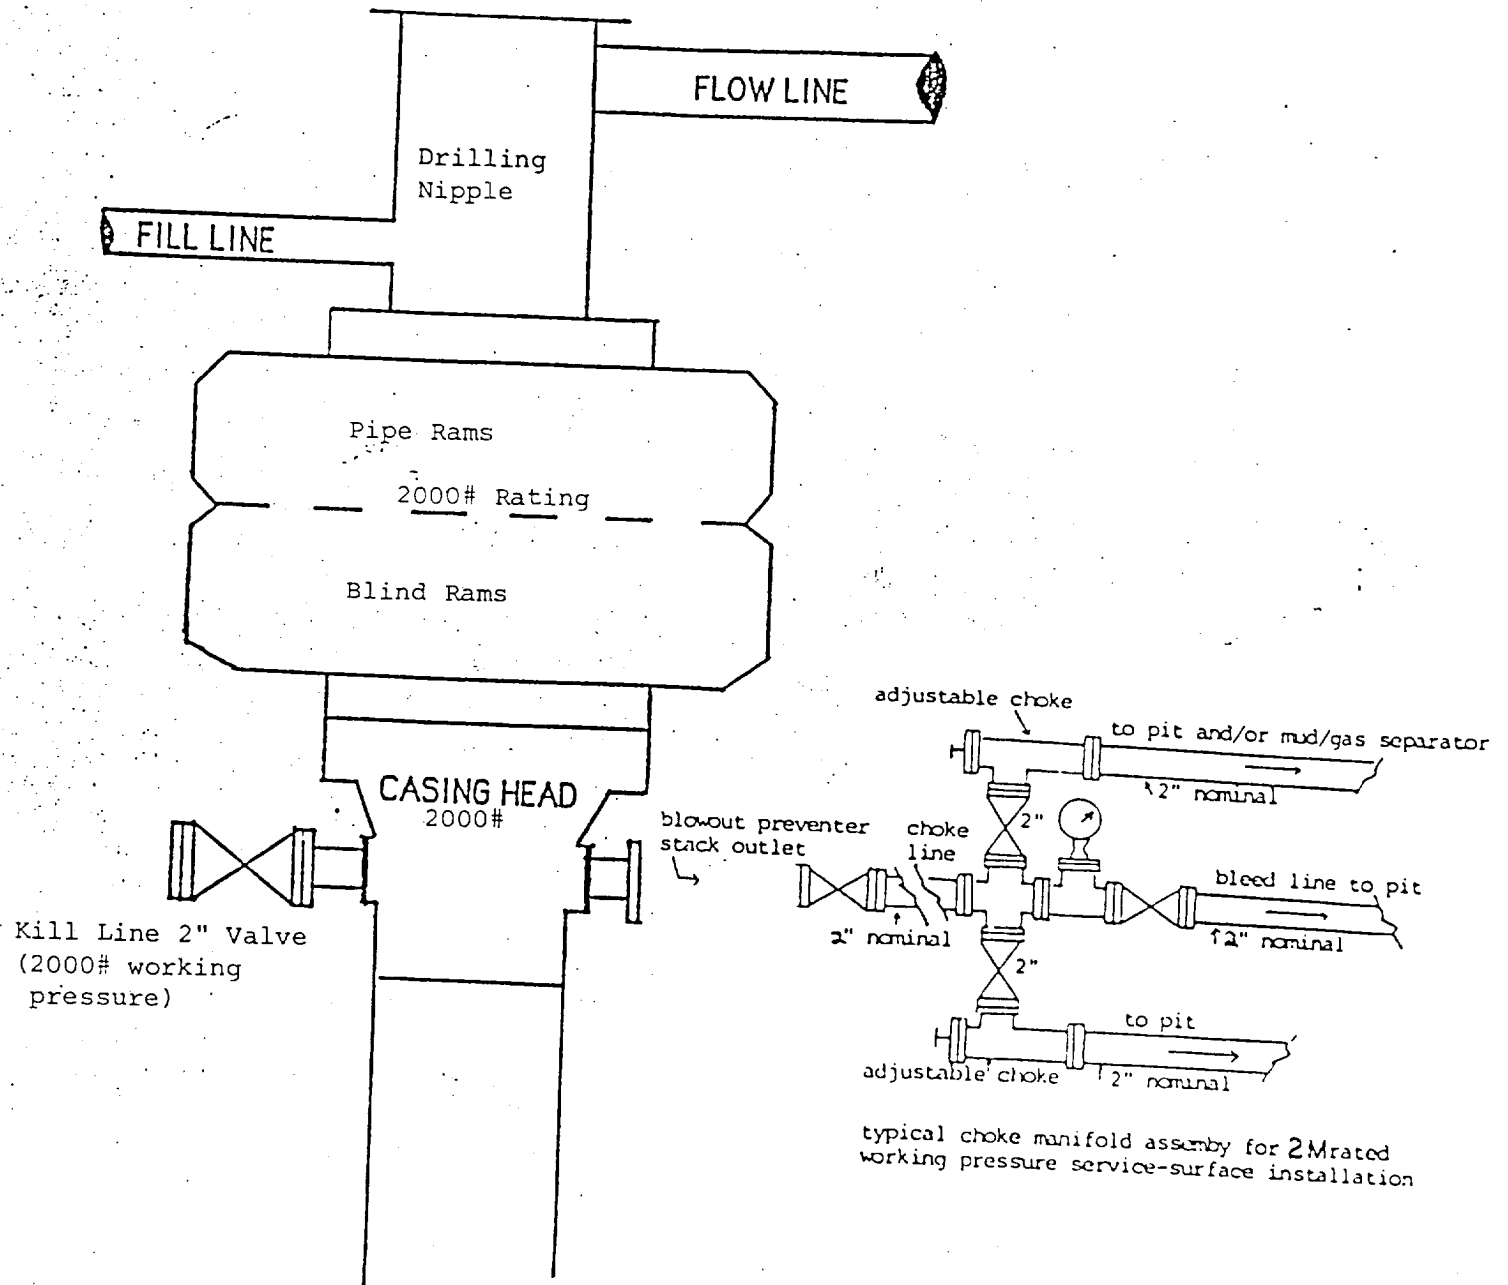 FLOW LINE
Drilling
Nipple
FILL LINE
Pipe Rams
2000# Rating
Blind Rams
CASING HEAD
2000#
Kill Line 2" Valve
(2000# working
pressure)
blowout preventer
stack outlet
adjustable choke
to pit and/or mud/gas separator
2" nominal
2"
choke
line
bleed line to pit
2" nominal
2" nominal
2"
to pit
adjustable choke
2" nominal
typical choke manifold assemby for 2M rated
working pressure service-surface installation